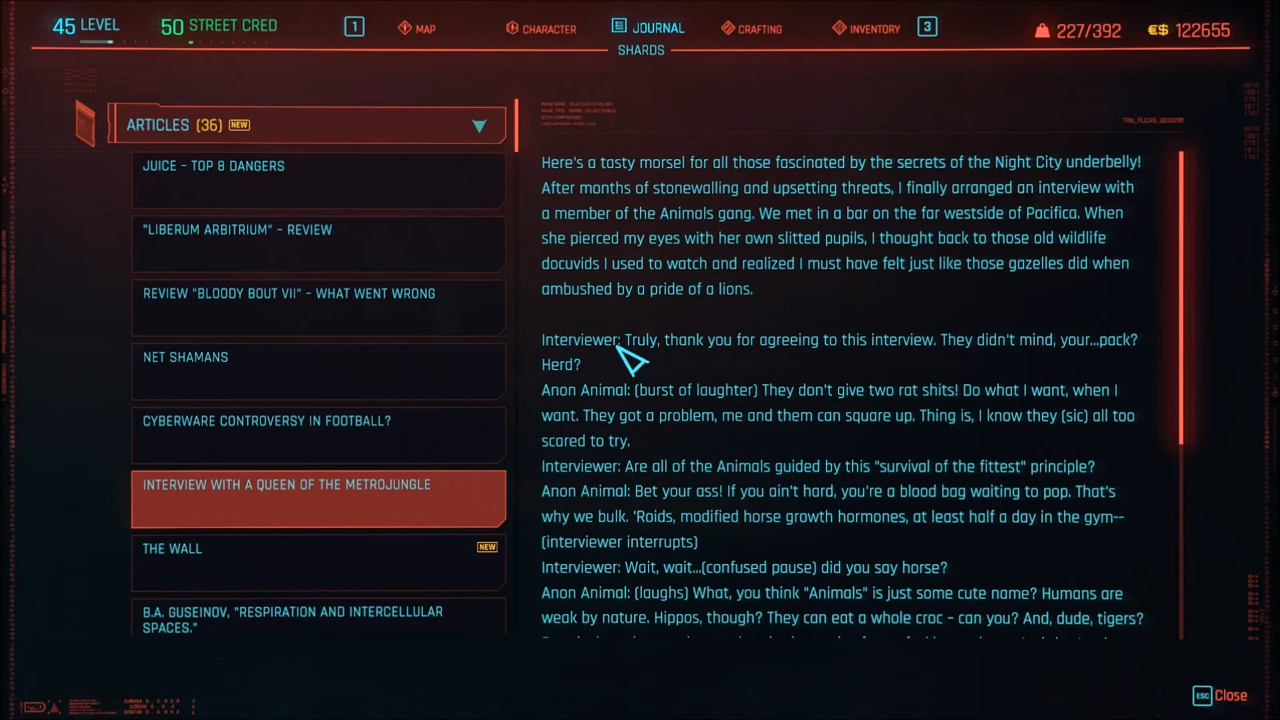 45 LEVEL
50 STREET CRED
1
MAP
CHARACTER
JOURNAL
CRAFTING
INVENTORY
3
227/392
€$ 122655
SHARDS
ARTICLES (36) NEW
JUICE – TOP 8 DANGERS
"LIBERUM ARBITRIUM" – REVIEW
REVIEW "BLOODY BOUT VII" – WHAT WENT WRONG
NET SHAMANS
CYBERWARE CONTROVERSY IN FOOTBALL?
INTERVIEW WITH A QUEEN OF THE METROJUNGLE
THE WALL
NEW
B.A. GUSEINOV, "RESPIRATION AND INTERCELLULAR
SPACES."
Here's a tasty morsel for all those fascinated by the secrets of the Night City underbelly!
After months of stonewalling and upsetting threats, I finally arranged an interview with
a member of the Animals gang. We met in a bar on the far westside of Pacifica. When
she pierced my eyes with her own slitted pupils, I thought back to those old wildlife
docuvids I used to watch and realized I must have felt just like those gazelles did when
ambushed by a pride of a lions.
Interviewer: Truly, thank you for agreeing to this interview. They didn't mind, your...pack?
Herd?
Anon Animal: (burst of laughter) They don't give two rat shits! Do what I want, when I
want. They got a problem, me and them can square up. Thing is, I know they (sic) all too
scared to try.
Interviewer: Are all of the Animals guided by this "survival of the fittest" principle?
Anon Animal: Bet your ass! If you ain't hard, you're a blood bag waiting to pop. That's
why we bulk. 'Roids, modified horse growth hormones, at least half a day in the gym--
(interviewer interrupts)
Interviewer: Wait, wait...(confused pause) did you say horse?
Anon Animal: (laughs) What, you think "Animals" is just some cute name? Humans are
weak by nature. Hippos, though? They can eat a whole croc – can you? And, dude, tigers?
ESC Close